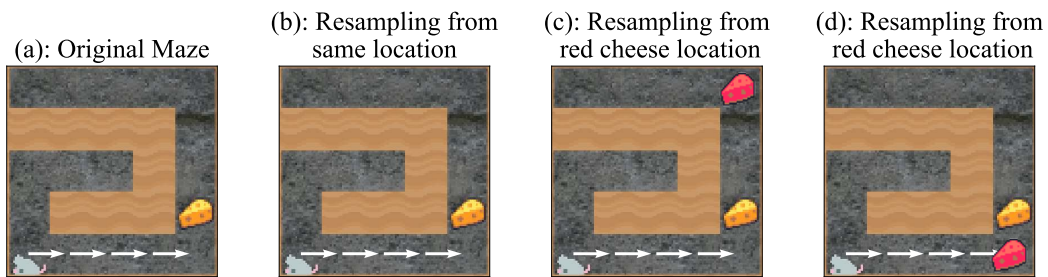 (a): Original Maze
(b): Resampling from
same location
(c): Resampling from
red cheese location
(d): Resampling from
red cheese location